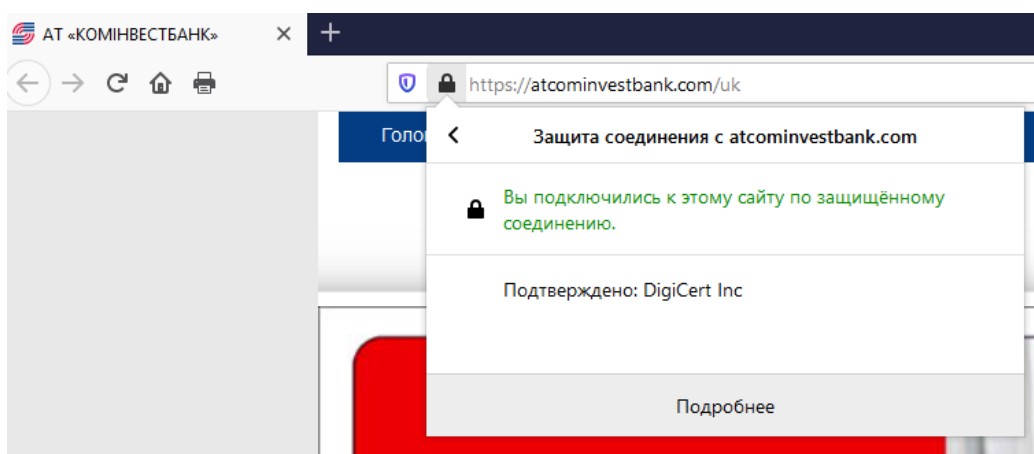 АТ «КОМІНВЕСТБАНК»
https://atcominvestbank.com/uk
Голо
Защита соединения с atcominvestbank.com
Вы подключились к этому сайту по защищённому
соединению.
Подтверждено: DigiCert Inc
Подробнее